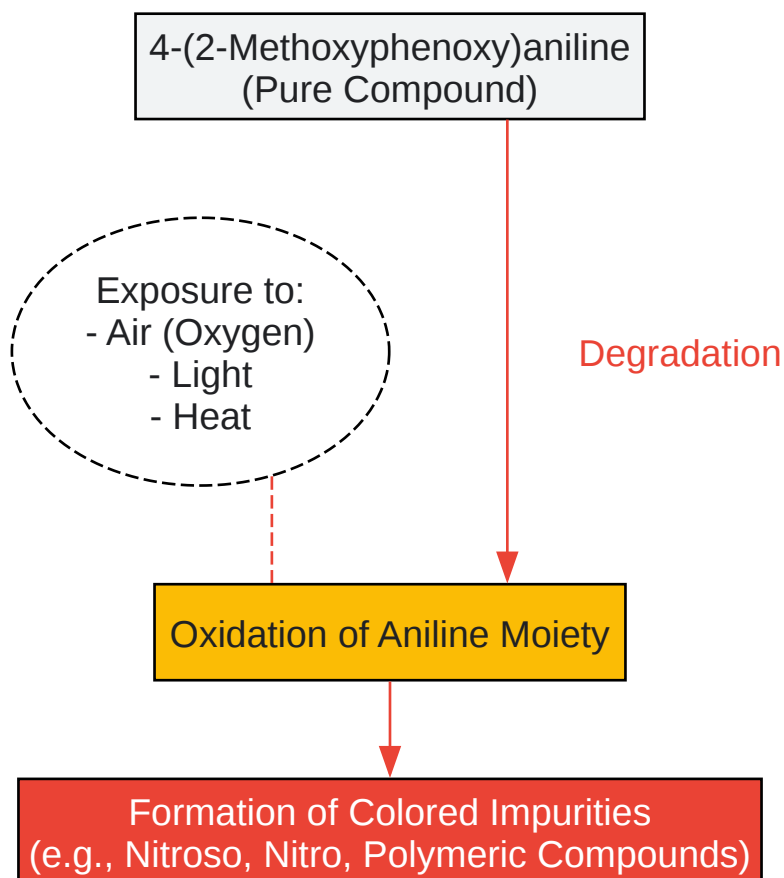 4-(2-Methoxyphenoxy)aniline
(Pure Compound)
Exposure to:
- Air (Oxygen)
- Light
- Heat
Degradation
Oxidation of Aniline Moiety
Formation of Colored Impurities
(e.g., Nitroso, Nitro, Polymeric Compounds)